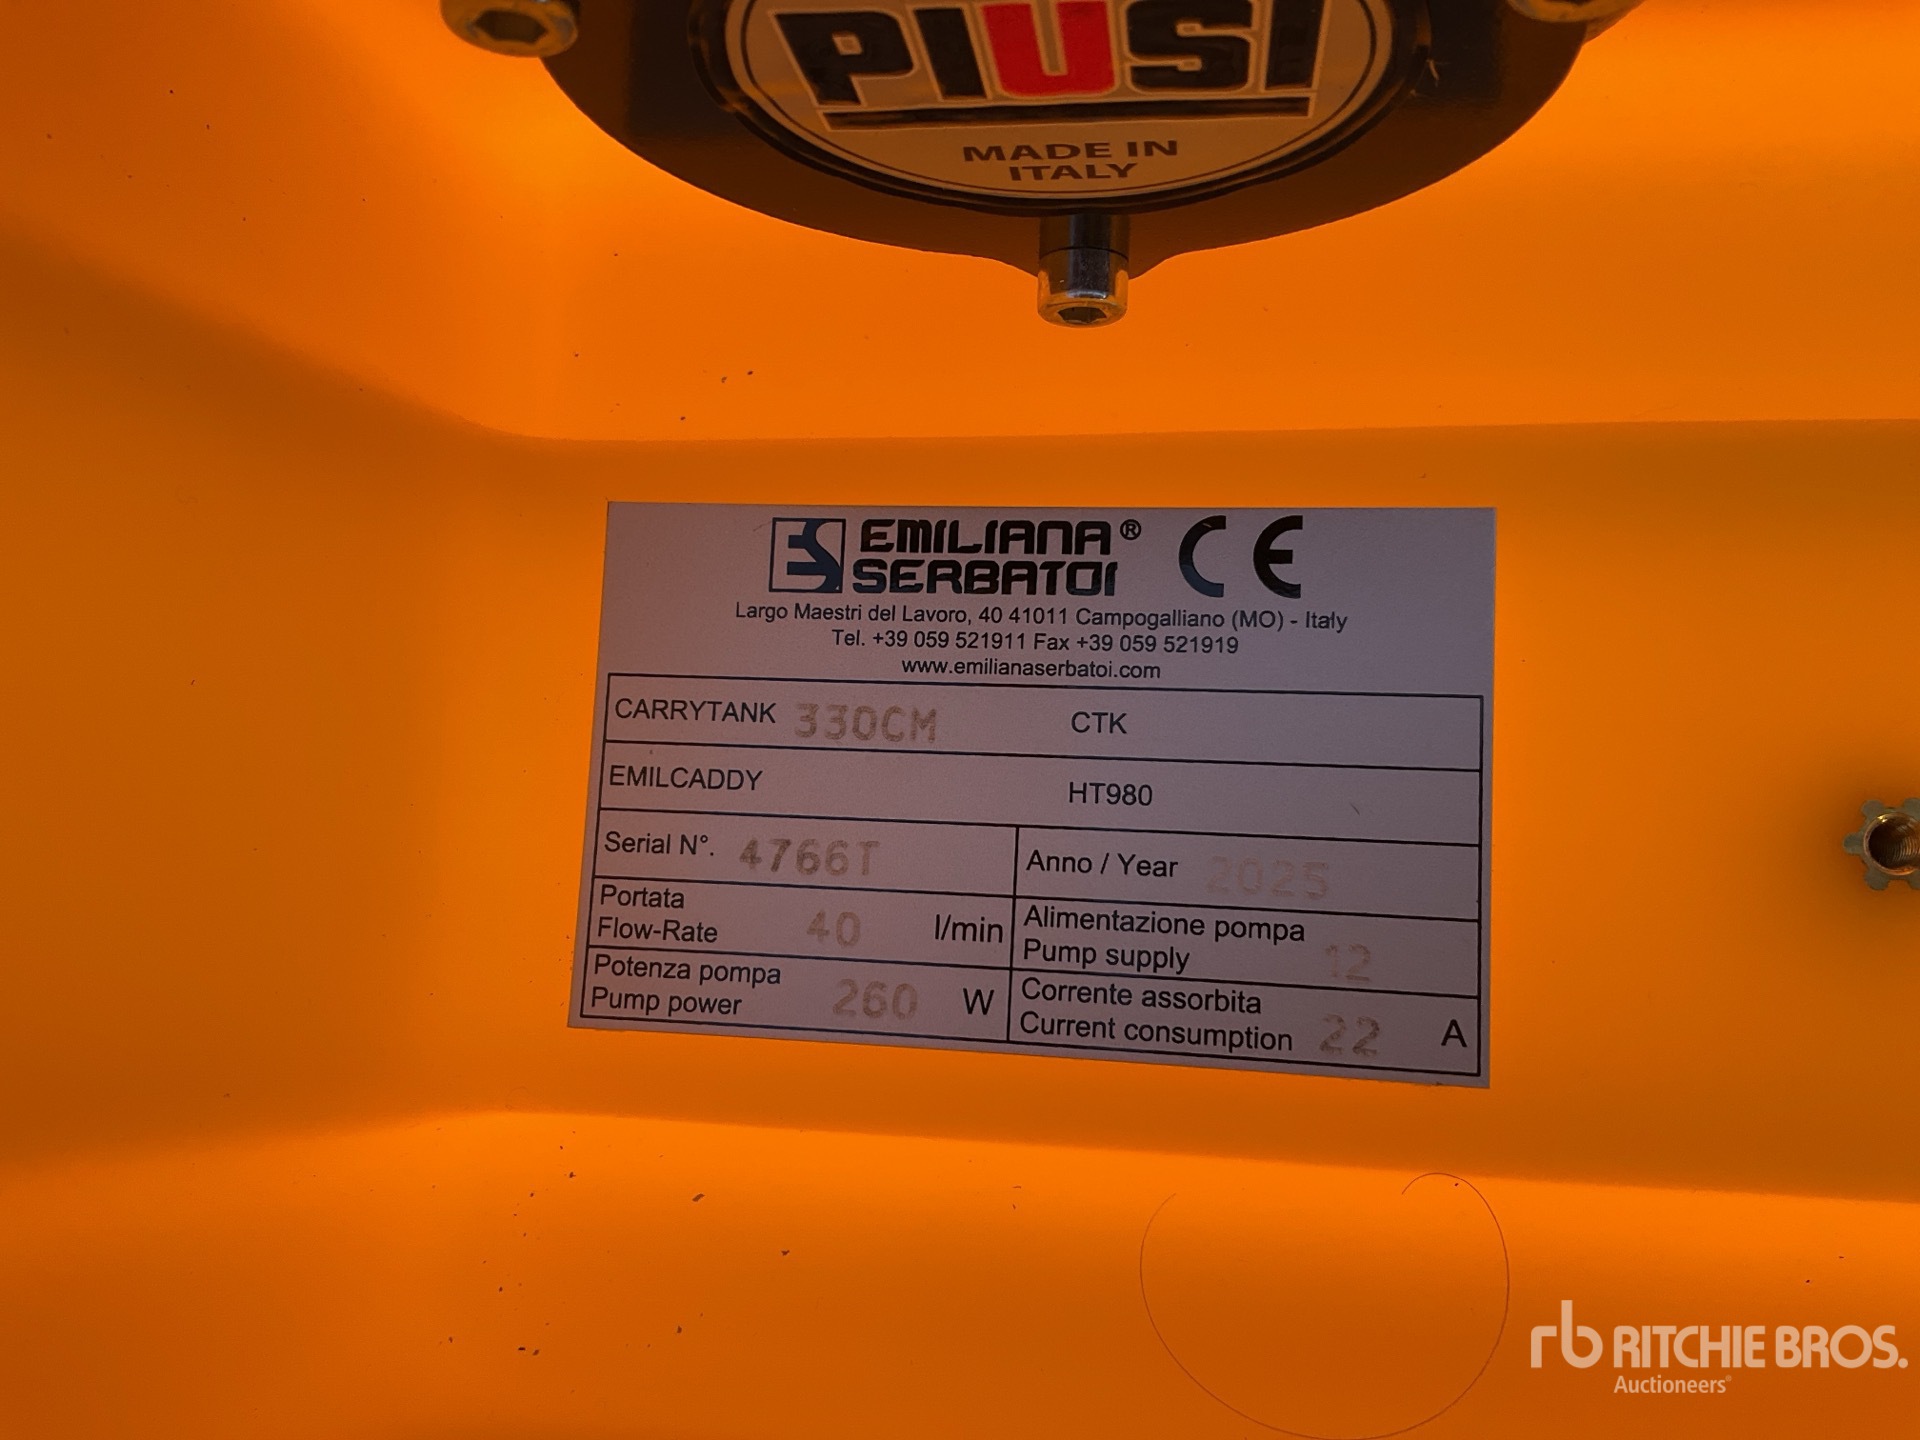 PIUSI
MADE IN
ITALY
ES EMILIANA® CE
SERBATOI
Largo Maestri del Lavoro, 40 41011 Campogalliano (MO) - Italy
Tel. +39 059 521911 Fax +39 059 521919
www.emilianaserbatoi.com
CARRYTANK 330CM CTK
EMILCADDY HT980
Serial N°. 4766T Anno / Year 2025
Portata
Flow-Rate 40 l/min
Alimentazione pompa
Pump supply 12
Potenza pompa
Pump power 260 W
Corrente assorbita
Current consumption 22 A
rb RITCHIE BROS.
Auctioneers